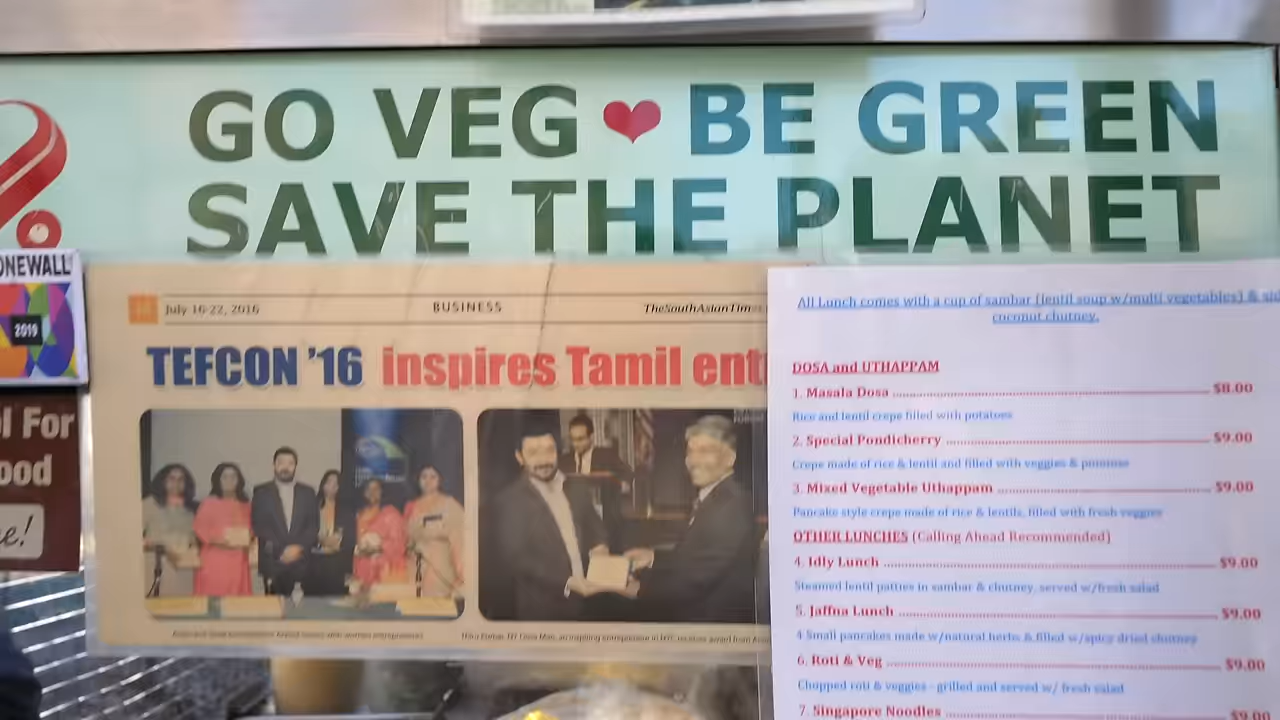 GO VEG ❤ BE GREEN
SAVE THE PLANET
ONEWALL
2019
l For
ood
e!
July 16-22, 2016 BUSINESS TheSouthAsianTim
TEFCON '16 inspires Tamil ent
All Lunch comes with a cup of sambar (lentil soup w/multi vegetables) &
coconut chutney.
DOSA and UTHAPPAM
1. Masala Dosa $8.00
Rice and lentil crepe filled with potatoes
2. Special Pondicherry $9.00
Crepe made of rice & lentil and filled with veggies & potatoes
3. Mixed Vegetable Uthappam $9.00
Pancake style crepe made of rice & lentils, filled with fresh veggies
OTHER LUNCHES (Calling Ahead Recommended)
4. Idly Lunch $9.00
Steamed lentil patties in sambar & chutney, served w/fresh salad
5. Jaffna Lunch $9.00
4 Small pancakes made w/natural herbs & filled w/spicy dried chutney
6. Roti & Veg $9.00
Chopped roti & veggies - grilled and served w/ fresh salad
7. Singapore Noodles $9.00